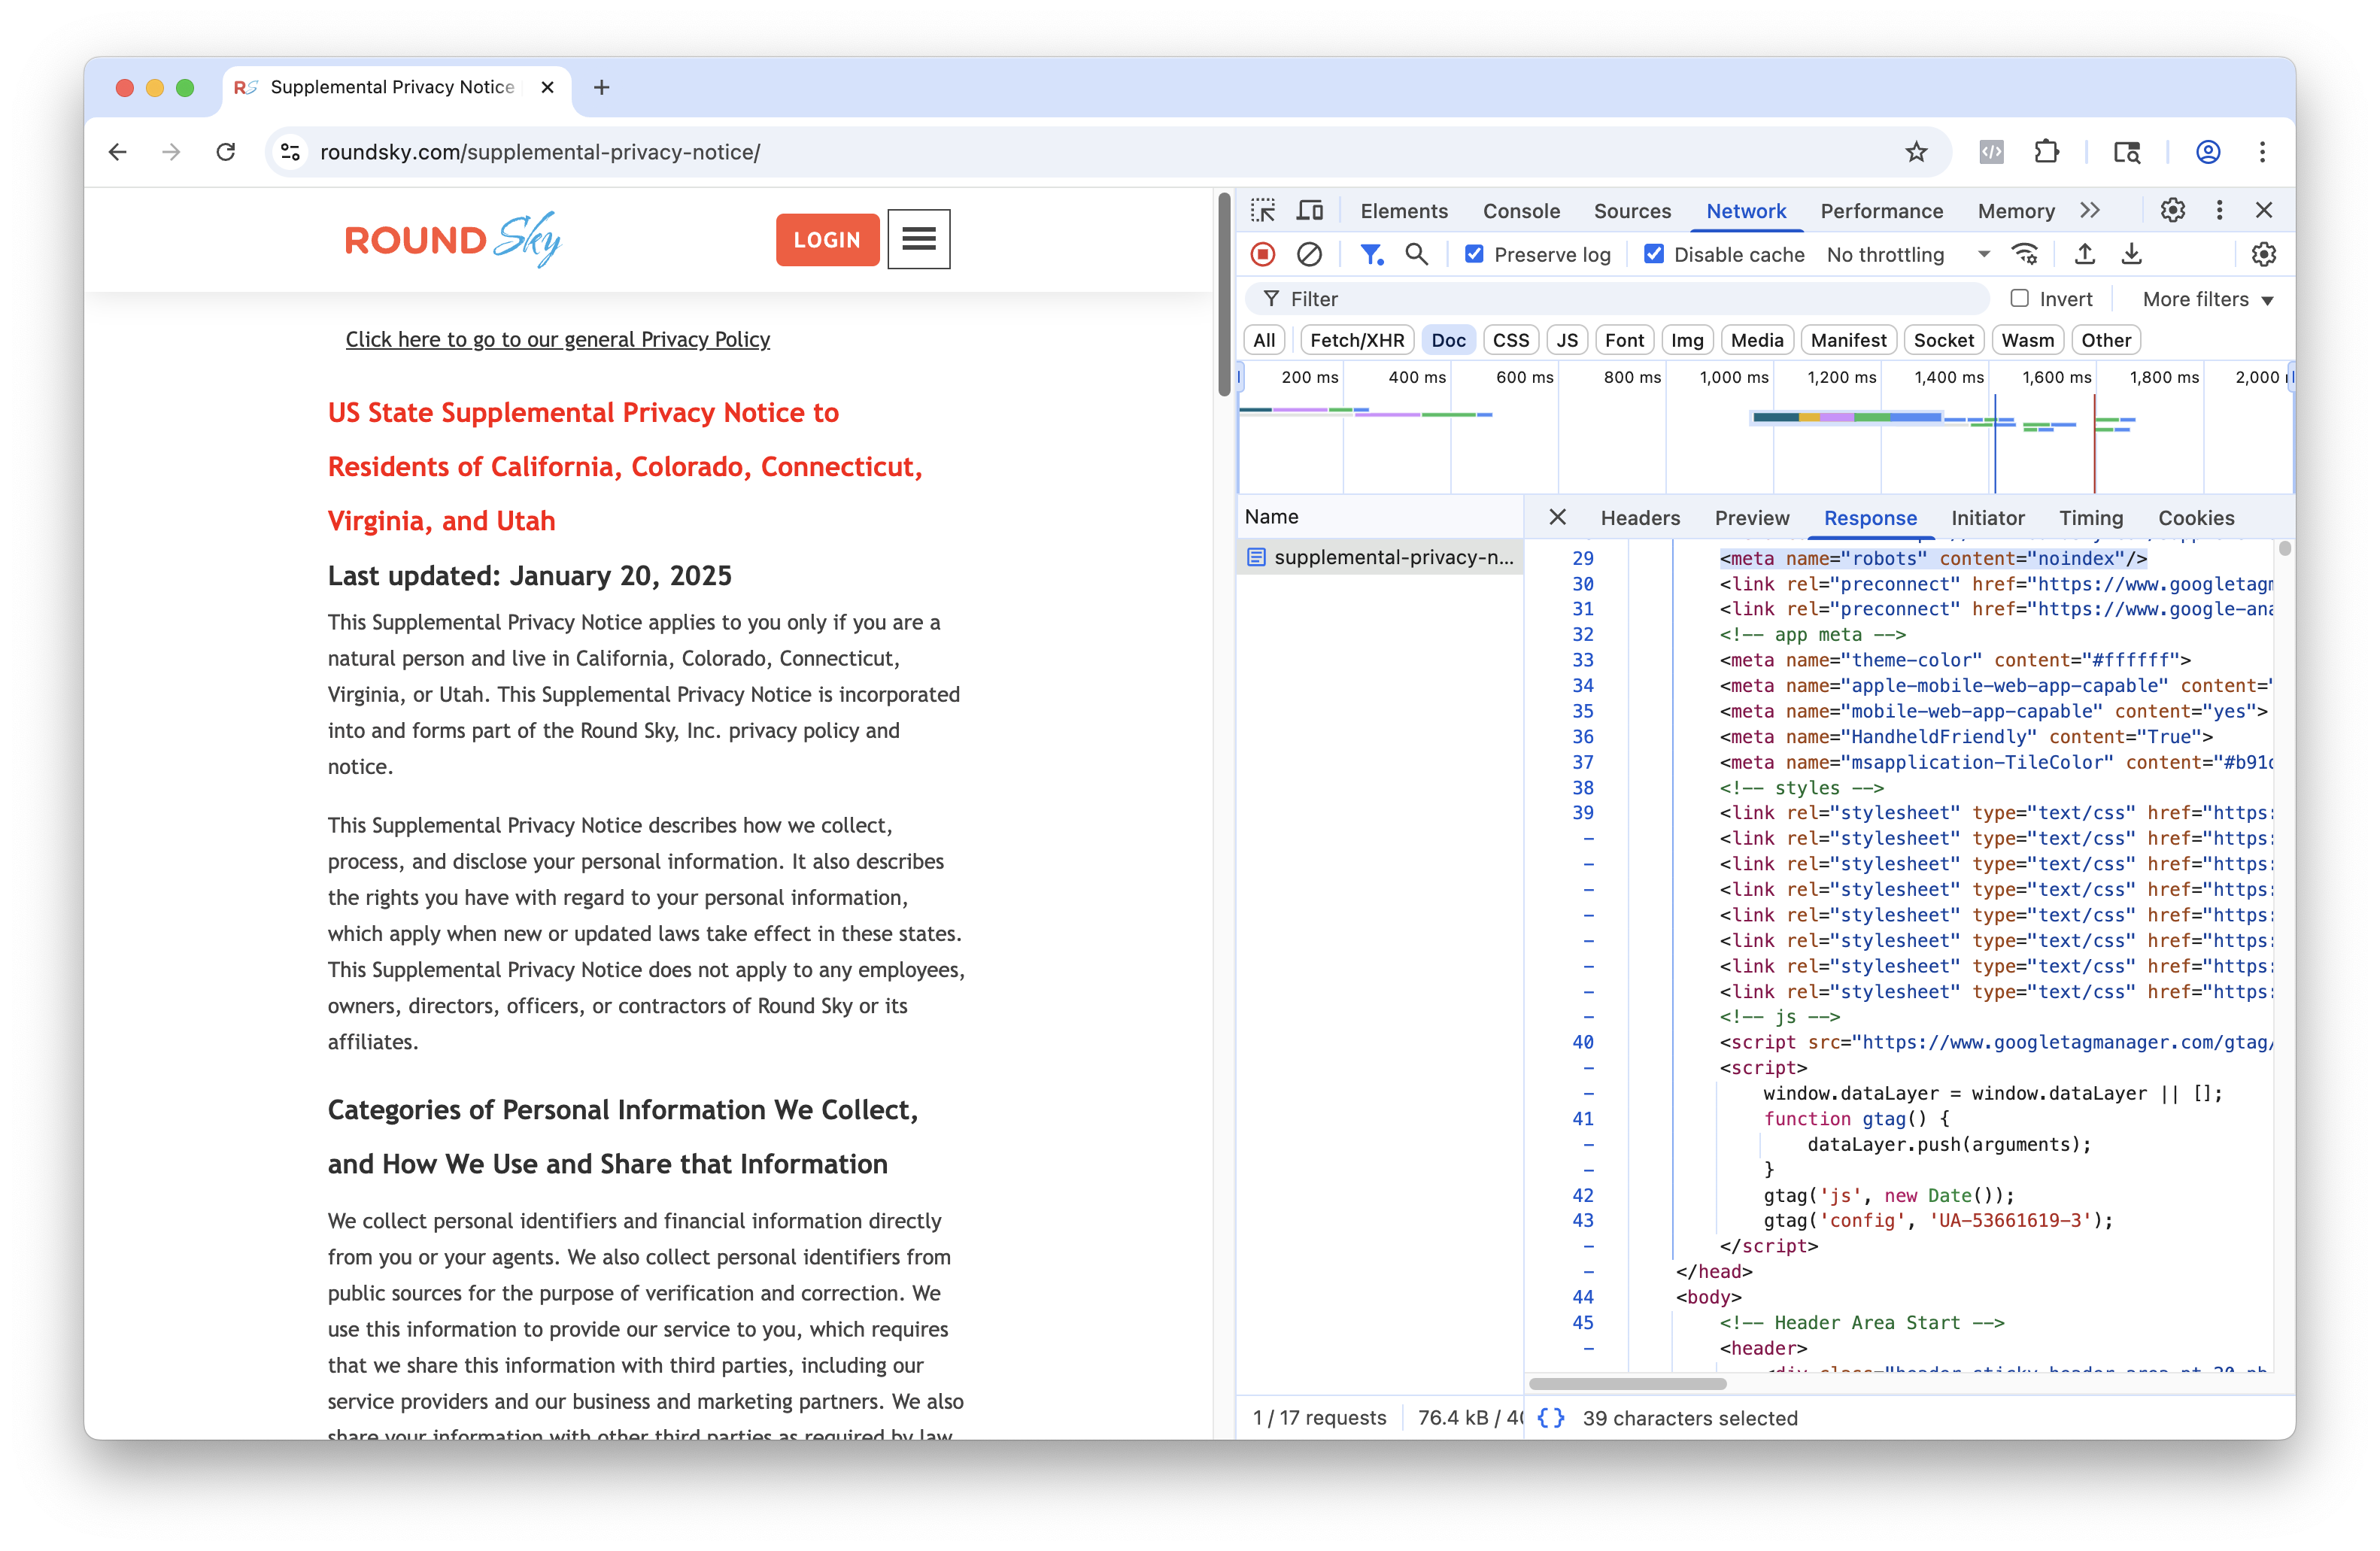 RS Supplemental Privacy Notice
roundsky.com/supplemental-privacy-notice/
ROUND Sky
LOGIN
Click here to go to our general Privacy Policy
US State Supplemental Privacy Notice to
Residents of California, Colorado, Connecticut,
Virginia, and Utah
Last updated: January 20, 2025
This Supplemental Privacy Notice applies to you only if you are a
natural person and live in California, Colorado, Connecticut,
Virginia, or Utah. This Supplemental Privacy Notice is incorporated
into and forms part of the Round Sky, Inc. privacy policy and
notice.
This Supplemental Privacy Notice describes how we collect,
process, and disclose your personal information. It also describes
the rights you have with regard to your personal information,
which apply when new or updated laws take effect in these states.
This Supplemental Privacy Notice does not apply to any employees,
owners, directors, officers, or contractors of Round Sky or its
affiliates.
Categories of Personal Information We Collect,
and How We Use and Share that Information
We collect personal identifiers and financial information directly
from you or your agents. We also collect personal identifiers from
public sources for the purpose of verification and correction. We
use this information to provide our service to you, which requires
that we share this information with third parties, including our
service providers and our business and marketing partners. We also
share your information with other third parties as required by law
Elements Console Sources Network Performance Memory
Preserve log Disable cache No throttling
Filter Invert More filters
All Fetch/XHR Doc CSS JS Font Img Media Manifest Socket Wasm Other
200 ms 400 ms 600 ms 800 ms 1,000 ms 1,200 ms 1,400 ms 1,600 ms 1,800 ms 2,000
Name
supplemental-privacy-n...
Headers Preview Response Initiator Timing Cookies
29 <meta name="robots" content="noindex"/>
30 <link rel="preconnect" href="https://www.googletagm
31 <link rel="preconnect" href="https://www.google-ana
32 <!-- app meta -->
33 <meta name="theme-color" content="#ffffff">
34 <meta name="apple-mobile-web-app-capable" content="
35 <meta name="mobile-web-app-capable" content="yes">
36 <meta name="HandheldFriendly" content="True">
37 <meta name="msapplication-TileColor" content="#b91d
38 <!-- styles -->
39 <link rel="stylesheet" type="text/css" href="https:
- <link rel="stylesheet" type="text/css" href="https:
- <link rel="stylesheet" type="text/css" href="https:
- <link rel="stylesheet" type="text/css" href="https:
- <link rel="stylesheet" type="text/css" href="https:
- <link rel="stylesheet" type="text/css" href="https:
- <link rel="stylesheet" type="text/css" href="https:
- <link rel="stylesheet" type="text/css" href="https:
- <!-- js -->
40 <script src="https://www.googletagmanager.com/gtag/
- <script>
- window.dataLayer = window.dataLayer || [];
41 function gtag() {
- dataLayer.push(arguments);
- }
42 gtag('js', new Date());
43 gtag('config', 'UA-53661619-3');
- </script>
- </head>
44 <body>
45 <!-- Header Area Start -->
- <header>
1 / 17 requests 76.4 kB / 40
{ } 39 characters selected